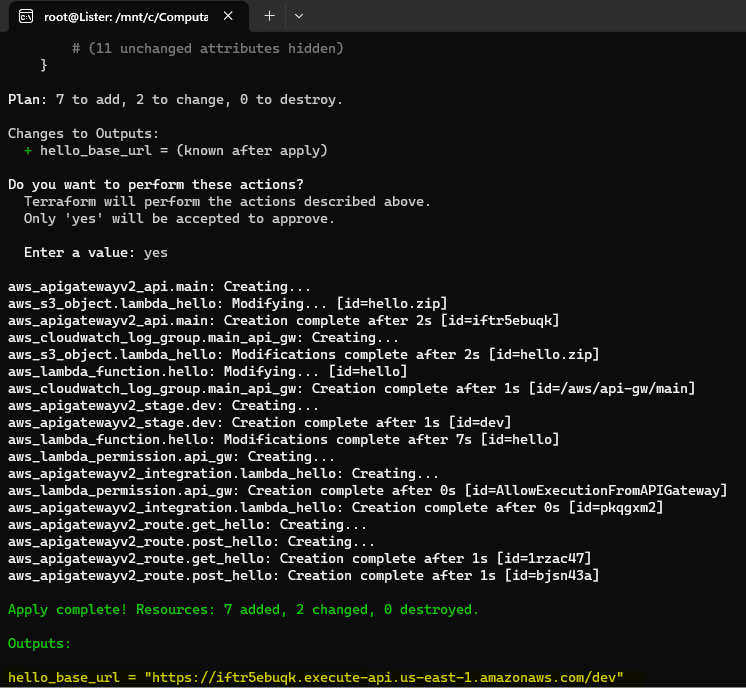 root@Lister: /mnt/c/Computa
# (11 unchanged attributes hidden)
}
Plan: 7 to add, 2 to change, 0 to destroy.
Changes to Outputs:
+ hello_base_url = (known after apply)
Do you want to perform these actions?
Terraform will perform the actions described above.
Only 'yes' will be accepted to approve.
Enter a value: yes
aws_apigatewayv2_api.main: Creating...
aws_s3_object.lambda_hello: Modifying... [id=hello.zip]
aws_apigatewayv2_api.main: Creation complete after 2s [id=iftr5ebuqk]
aws_cloudwatch_log_group.main_api_gw: Creating...
aws_s3_object.lambda_hello: Modifications complete after 2s [id=hello.zip]
aws_lambda_function.hello: Modifying... [id=hello]
aws_cloudwatch_log_group.main_api_gw: Creation complete after 1s [id=/aws/api-gw/main]
aws_apigatewayv2_stage.dev: Creating...
aws_apigatewayv2_stage.dev: Creation complete after 1s [id=dev]
aws_lambda_function.hello: Modifications complete after 7s [id=hello]
aws_lambda_permission.api_gw: Creating...
aws_apigatewayv2_integration.lambda_hello: Creating...
aws_lambda_permission.api_gw: Creation complete after 0s [id=AllowExecutionFromAPIGateway]
aws_apigatewayv2_integration.lambda_hello: Creation complete after 0s [id=pkqgxm2]
aws_apigatewayv2_route.get_hello: Creating...
aws_apigatewayv2_route.post_hello: Creating...
aws_apigatewayv2_route.get_hello: Creation complete after 1s [id=1rzac47]
aws_apigatewayv2_route.post_hello: Creation complete after 1s [id=bjsn43a]
Apply complete! Resources: 7 added, 2 changed, 0 destroyed.
Outputs:
hello_base_url = "https://iftr5ebuqk.execute-api.us-east-1.amazonaws.com/dev"